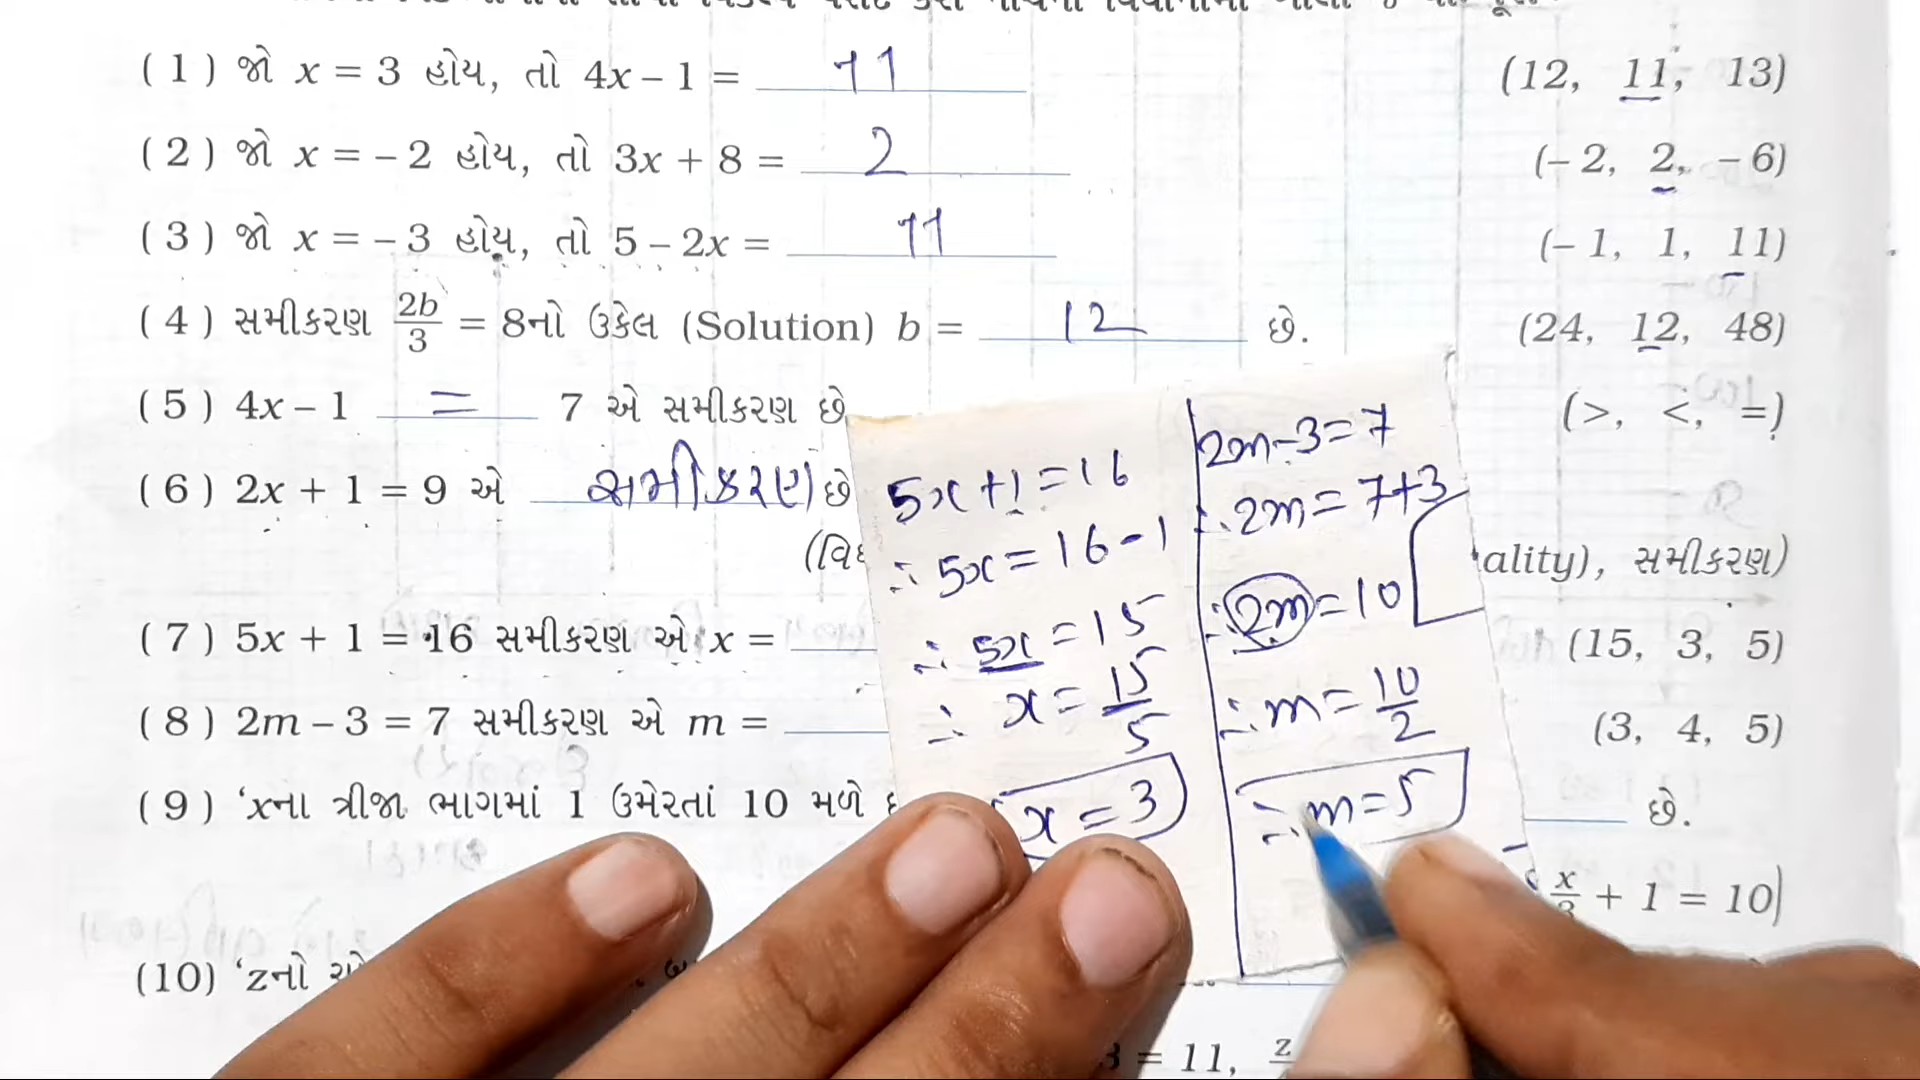 (1) જો x = 3 હોય, તો 4x – 1 = 11 (12, 11, 13)
(2) જો x = – 2 હોય, તો 3x + 8 = 2 (– 2, 2, – 6)
(3) જો x = – 3 હોય, તો 5 – 2x = 11 (– 1, 1, 11)
(4) સમીકરણ 2b/3 = 8નો ઉકેલ (Solution) b = 12 છે. (24, 12, 48)
(5) 4x – 1 = 7 એ સમીકરણ છે (>, <, =)
(6) 2x + 1 = 9 એ સમીકરણ છે
ality), સમીકરણ)
(7) 5x + 1 = 16 સમીકરણ એ x = (15, 3, 5)
(8) 2m – 3 = 7 સમીકરણ એ m = (3, 4, 5)
(9) ‘xના ત્રીજા ભાગમાં 1 ઉમેરતાં 10 મળે છે. 
x/3 + 1 = 10)
(10) ‘zનો
3 = 11, z
5x + 1 = 16
∴ 5x = 16 - 1
∴ 5x = 15
∴ x = 15/5
x = 3
2m - 3 = 7
∴ 2m = 7 + 3
∴ 2m = 10
∴ m = 10/2
∴ m = 5